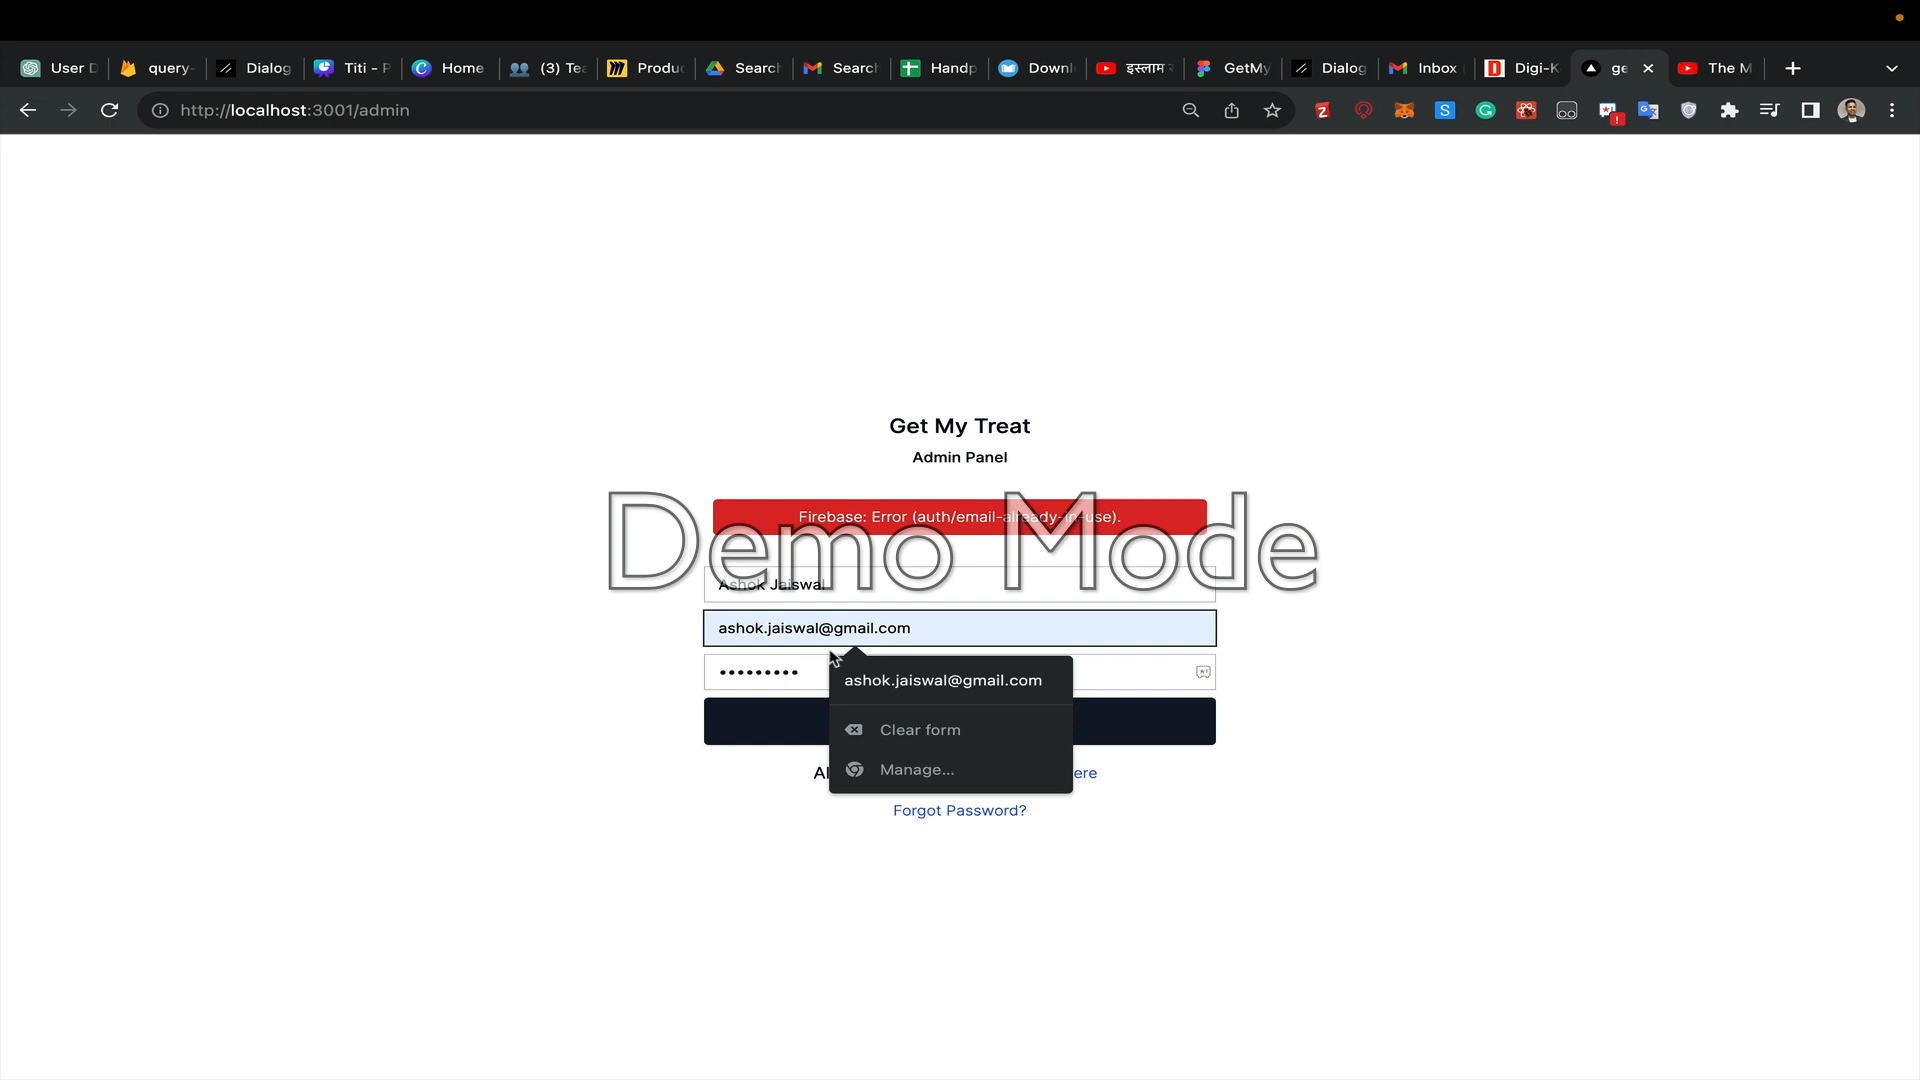 User D
query-
Dialog
Titi - P
Home
(3) Tea
Produc
Search
Search
Handp
Downl
इस्लाम
GetMy
Dialog
Inbox
Digi-K
ge
The M
http://localhost:3001/admin
Get My Treat
Admin Panel
Firebase: Error (auth/email-already-in-use).
Demo Mode
Ashok Jaiswal
ashok.jaiswal@gmail.com
ashok.jaiswal@gmail.com
Clear form
Manage...
Al
ere
Forgot Password?